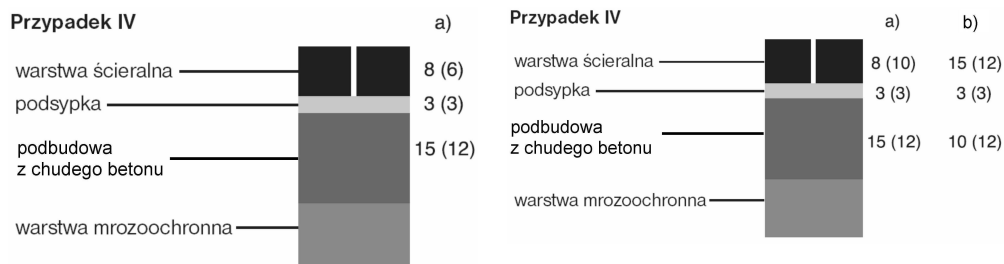 Przypadek IV
a)
warstwa ścieralna 8 (6)
podsypka 3 (3)
podbudowa
z chudego betonu 15 (12)
warstwa mrozoochronna
Przypadek IV
a) b)
warstwa ścieralna 8 (10) 15 (12)
podsypka 3 (3) 3 (3)
podbudowa
z chudego betonu 15 (12) 10 (12)
warstwa mrozoochronna